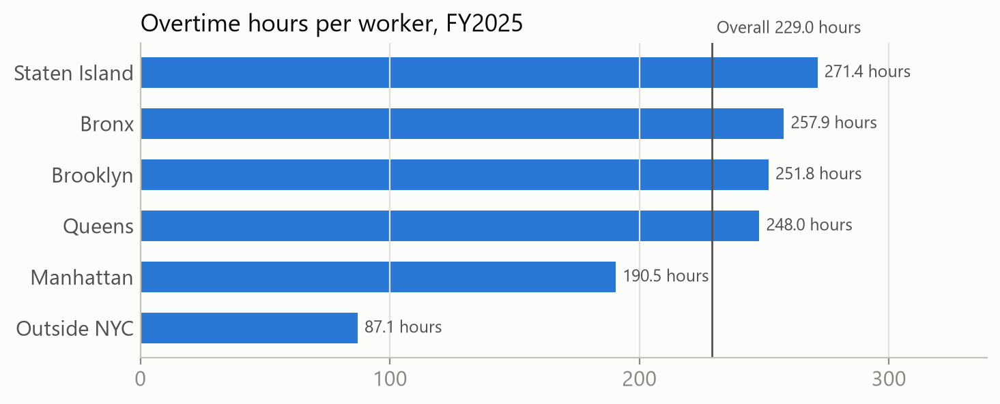 Overtime hours per worker, FY2025
Overall 229.0 hours
Staten Island 271.4 hours
Bronx 257.9 hours
Brooklyn 251.8 hours
Queens 248.0 hours
Manhattan 190.5 hours
Outside NYC 87.1 hours
0 100 200 300